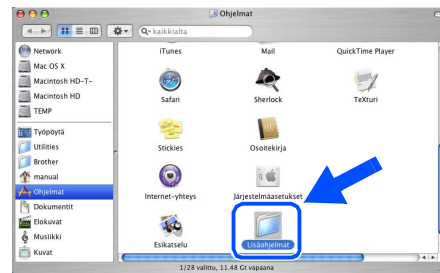 Ohjelmat
Q- kaikkialta
Network
Mac OS X
Macintosh HD-T-
Macintosh HD
TEMP
Työpöytä
Utilities
Brother
manual
Ohjelmat
Dokumentit
Elokuvat
Musiikki
Kuvat
iTunes Mail QuickTime Player
Safari Sherlock TeXturi
Stickies Osoitekirja
Internet-yhteys Järjestelmäasetukset
Esikatselu Lisäohjelmat
1/28 valittu, 11.48 Gt vapaana